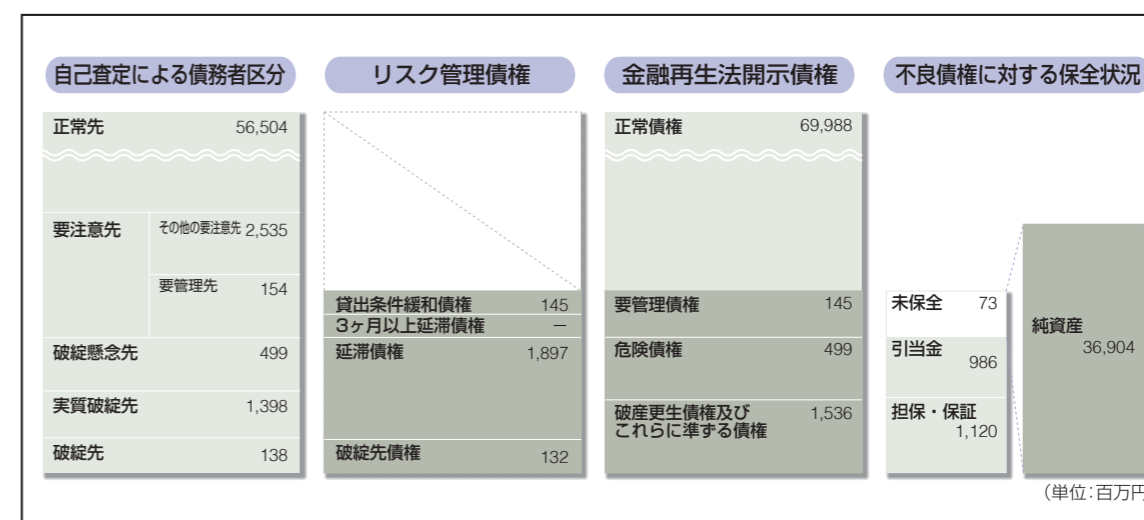 自己査定による債務者区分
リスク管理債権
金融再生法開示債権
不良債権に対する保全状況
正常先 56,504
要注意先 その他の要注意先 2,535
要管理先 154
破綻懸念先 499
実質破綻先 1,398
破綻先 138
貸出条件緩和債権 145
3ヶ月以上延滞債権 －
延滞債権 1,897
破綻先債権 132
正常債権 69,988
要管理債権 145
危険債権 499
破産更生債権及び 1,536
これらに準ずる債権
未保全 73
引当金 986
担保・保証
1,120
純資産
36,904
（単位：百万円